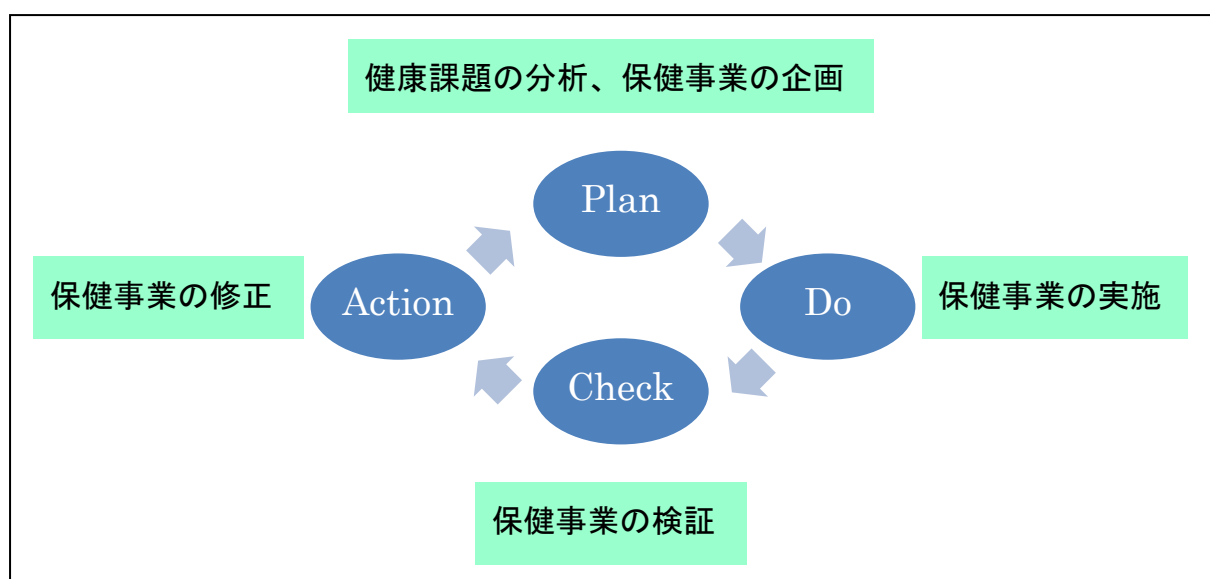 健康課題の分析、保健事業の企画
Plan
保健事業の修正
Action
Do
保健事業の実施
Check
保健事業の検証